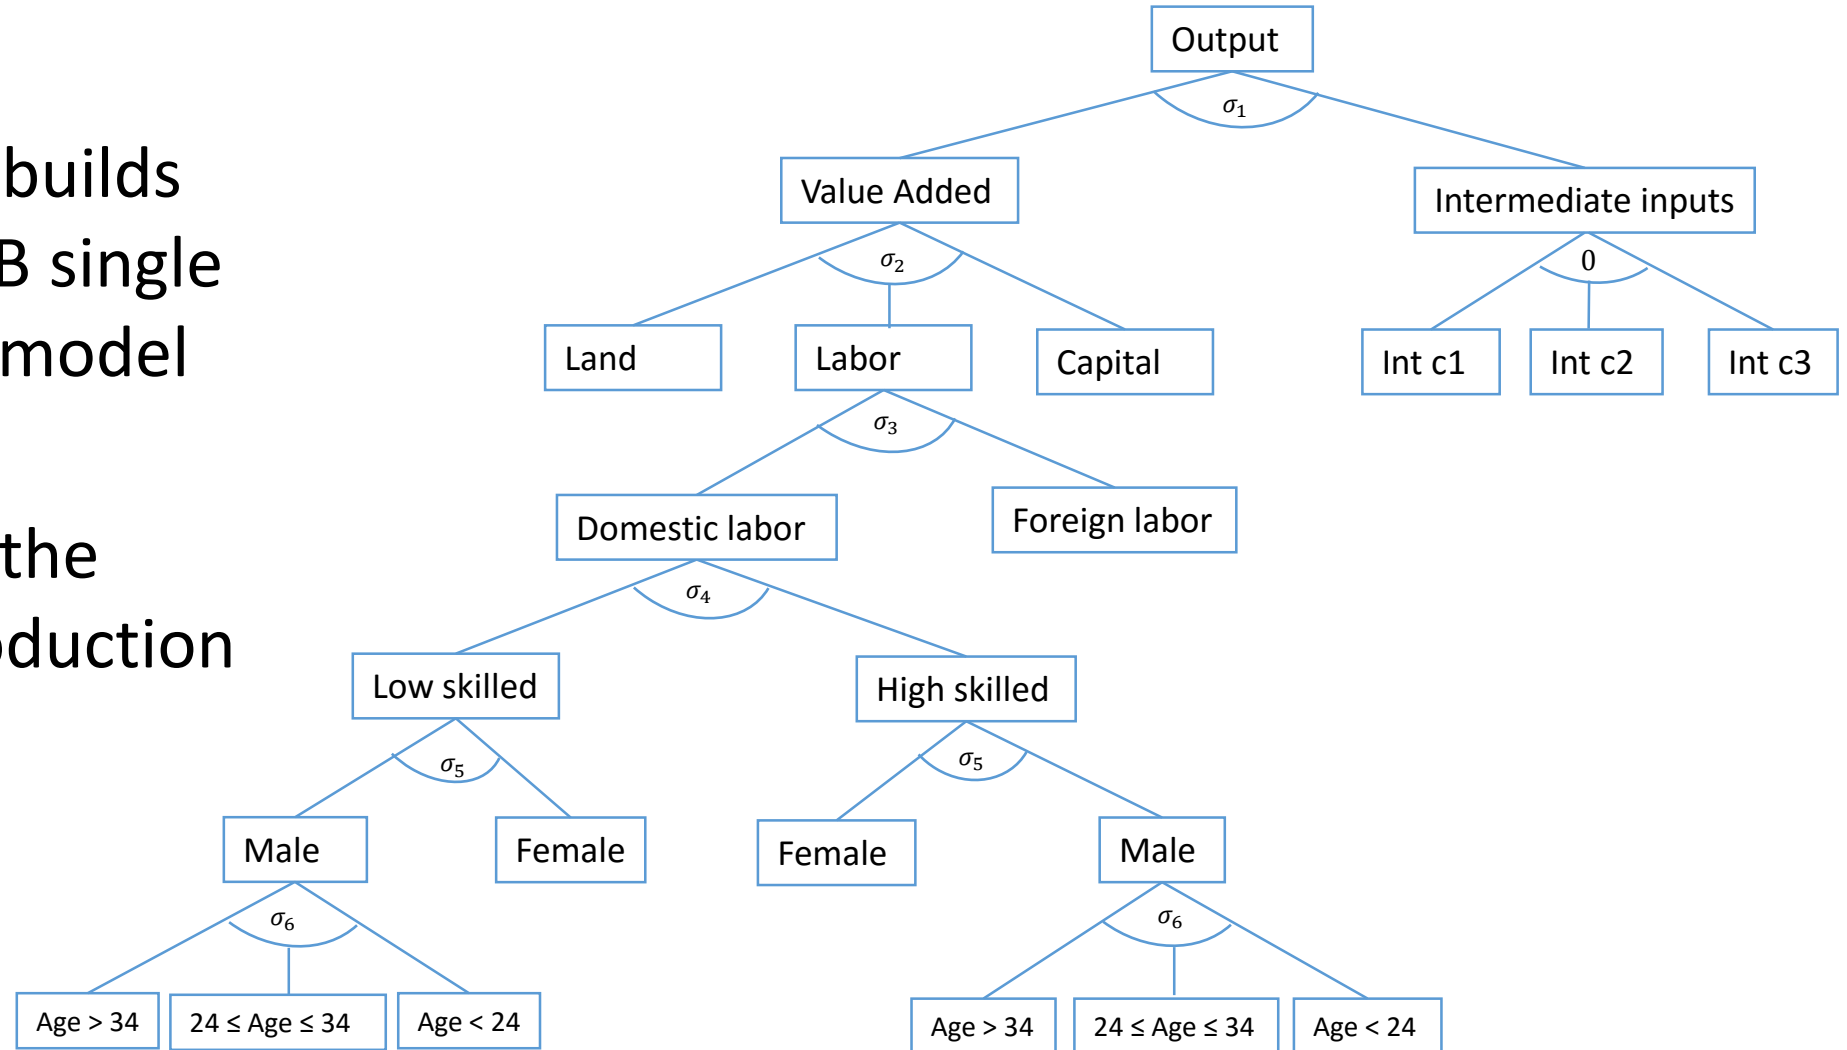 builds
B single
model
the
oduction
Output
σ₁
Value Added
Intermediate inputs
σ₂
0
Land
Labor
Capital
Int c1
Int c2
Int c3
σ₃
Domestic labor
Foreign labor
σ₄
Low skilled
High skilled
σ₅
σ₅
Male
Female
Female
Male
σ₆
σ₆
Age > 34
24 ≤ Age ≤ 34
Age < 24
Age > 34
24 ≤ Age ≤ 34
Age < 24